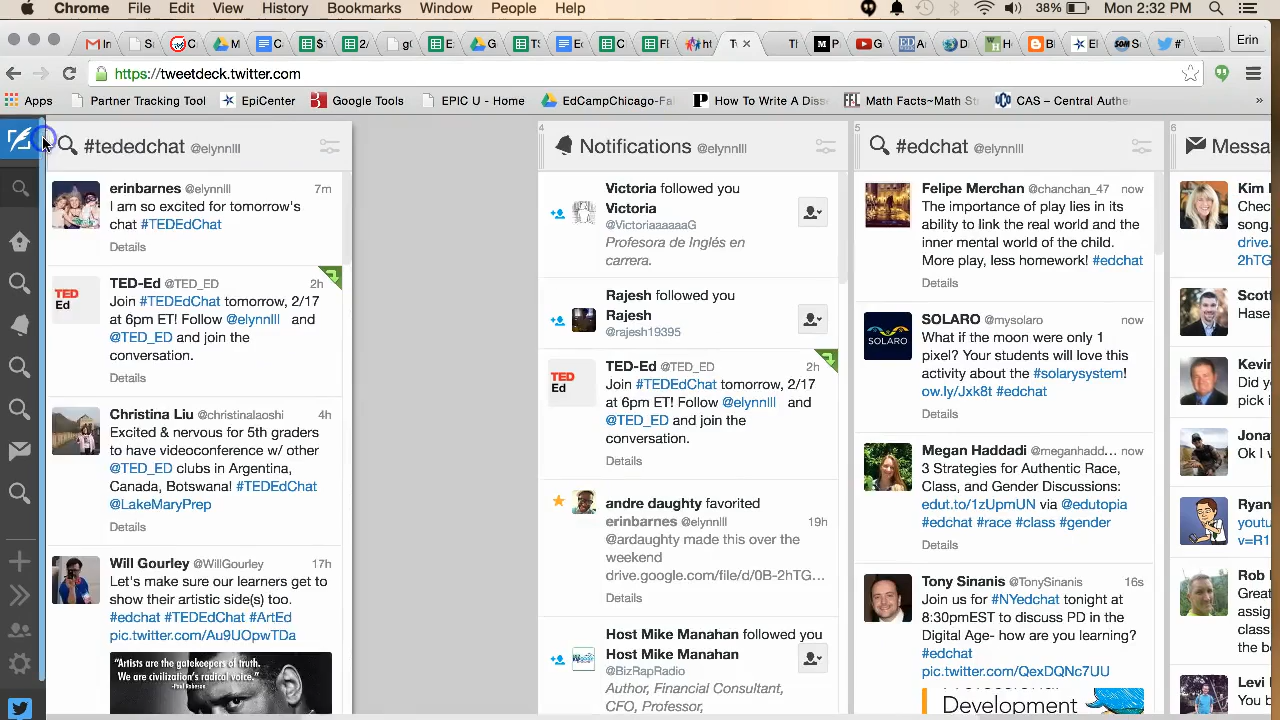 Chrome File Edit View History Bookmarks Window People Help 38% Mon 2:32 PM
Erin
https://tweetdeck.twitter.com
Apps Partner Tracking Tool EpiCenter Google Tools EPIC U - Home EdCampChicago-Fa How To Write A Diss Math Facts~Math St CAS – Central Auth »
#tededchat @elynnlll
erinbarnes @elynnlll 7m
I am so excited for tomorrow's
chat #TEDEdChat
Details
TED-Ed @TED_ED 2h
TED
Ed
Join #TEDEdChat tomorrow, 2/17
at 6pm ET! Follow @elynnlll and
@TED_ED and join the
conversation.
Details
Christina Liu @christinalaoshi 4h
Excited & nervous for 5th graders
to have videoconference w/ other
@TED_ED clubs in Argentina,
Canada, Botswana! #TEDEdChat
@LakeMaryPrep
Details
Will Gourley @WillGourley 17h
Let's make sure our learners get to
show their artistic side(s) too.
#edchat #TEDEdChat #ArtEd
pic.twitter.com/Au9UOpwTDa
"Artists are the gatekeepers of truth.
We are civilization's radical voice."
-Paul Robeson
4
Notifications @elynnlll
Victoria followed you
Victoria
@VictoriaaaaaG
Profesora de Inglés en
carrera.
Rajesh followed you
Rajesh
@rajesh19395
TED-Ed @TED_ED 2h
TED
Ed
Join #TEDEdChat tomorrow, 2/17
at 6pm ET! Follow @elynnlll and
@TED_ED and join the
conversation.
Details
andre daughty favorited
erinbarnes @elynnlll 19h
@ardaughty made this over the
weekend
drive.google.com/file/d/0B-2hTG...
Details
Host Mike Manahan followed you
Host Mike Manahan
@BizRapRadio
Author, Financial Consultant,
CFO, Professor,
5
#edchat @elynnlll
Felipe Merchan @chanchan_47 now
The importance of play lies in its
ability to link the real world and the
inner mental world of the child.
More play, less homework! #edchat
Details
SOLARO @mysolaro now
SOLARO
What if the moon were only 1
pixel? Your students will love this
activity about the #solarysystem!
ow.ly/Jxk8t #edchat
Details
Megan Haddadi @meganhadd... now
3 Strategies for Authentic Race,
Class, and Gender Discussions:
edut.to/1zUpmUN via @edutopia
#edchat #race #class #gender
Details
Tony Sinanis @TonySinanis 16s
Join us for #NYedchat tonight at
8:30pmEST to discuss PD in the
Digital Age- how are you learning?
#edchat
pic.twitter.com/QexDQNc7UU
Professional
Development
6
Messa
Kim
Chec
song.
drive.
2hTG
Scott
Hase
Kevin
Did y
pick i
Jona
Ok I v
Ryan
youtu
v=R1
Rob
Great
assig
class
the b
Levi
You b